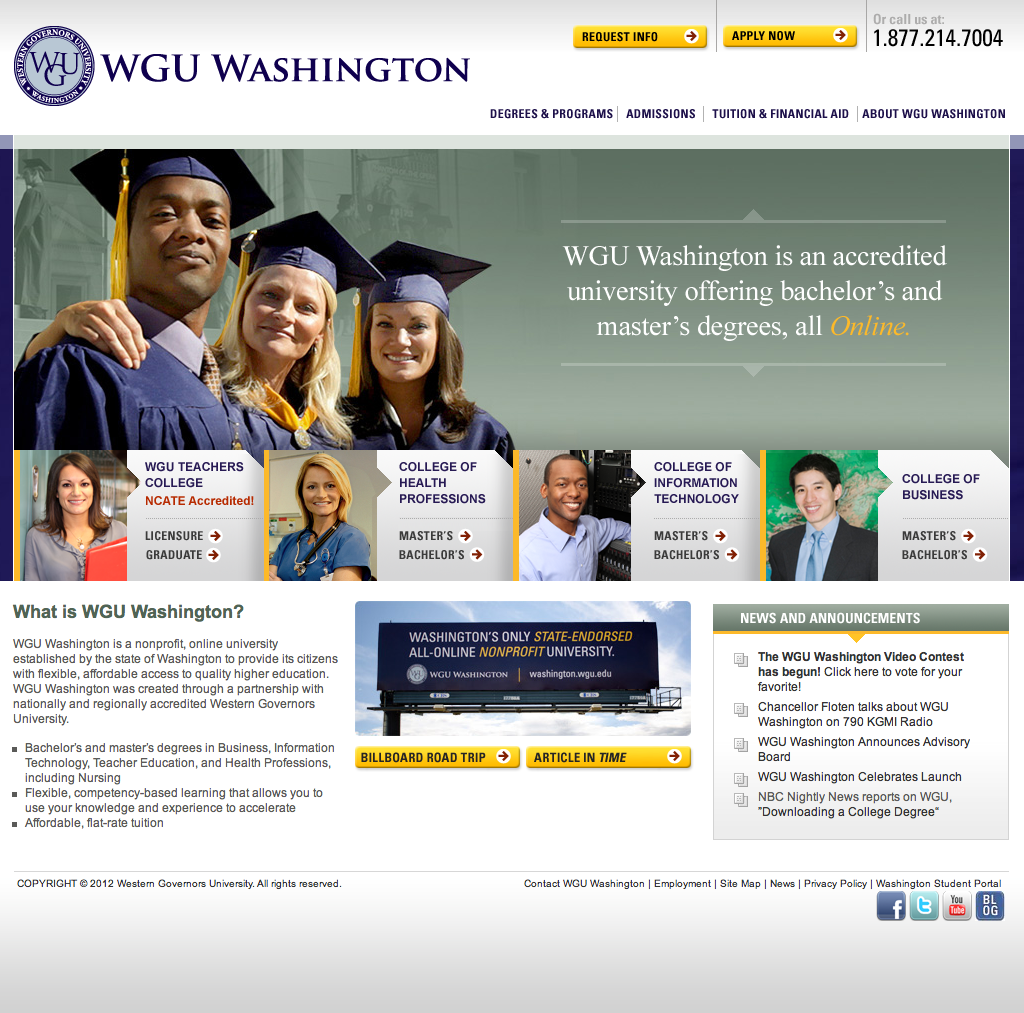 WESTERN GOVERNORS UNIVERSITY
WGU
WASHINGTON
WGU WASHINGTON
REQUEST INFO
APPLY NOW
Or call us at:
1.877.214.7004
DEGREES & PROGRAMS
ADMISSIONS
TUITION & FINANCIAL AID
ABOUT WGU WASHINGTON
WGU Washington is an accredited
university offering bachelor's and
master's degrees, all Online.
WGU TEACHERS
COLLEGE
NCATE Accredited!
LICENSURE
GRADUATE
COLLEGE OF
HEALTH
PROFESSIONS
MASTER'S
BACHELOR'S
COLLEGE OF
INFORMATION
TECHNOLOGY
MASTER'S
BACHELOR'S
COLLEGE OF
BUSINESS
MASTER'S
BACHELOR'S
What is WGU Washington?
WGU Washington is a nonprofit, online university
established by the state of Washington to provide its citizens
with flexible, affordable access to quality higher education.
WGU Washington was created through a partnership with
nationally and regionally accredited Western Governors
University.
Bachelor's and master's degrees in Business, Information
Technology, Teacher Education, and Health Professions,
including Nursing
Flexible, competency-based learning that allows you to
use your knowledge and experience to accelerate
Affordable, flat-rate tuition
WASHINGTON'S ONLY STATE-ENDORSED
ALL-ONLINE NONPROFIT UNIVERSITY.
WGU WASHINGTON | washington.wgu.edu
BILLBOARD ROAD TRIP
ARTICLE IN TIME
NEWS AND ANNOUNCEMENTS
The WGU Washington Video Contest
has begun! Click here to vote for your
favorite!
Chancellor Floten talks about WGU
Washington on 790 KGMI Radio
WGU Washington Announces Advisory
Board
WGU Washington Celebrates Launch
NBC Nightly News reports on WGU,
"Downloading a College Degree"
COPYRIGHT © 2012 Western Governors University. All rights reserved.
Contact WGU Washington | Employment | Site Map | News | Privacy Policy | Washington Student Portal
f
t
You
Tube
BL
OG